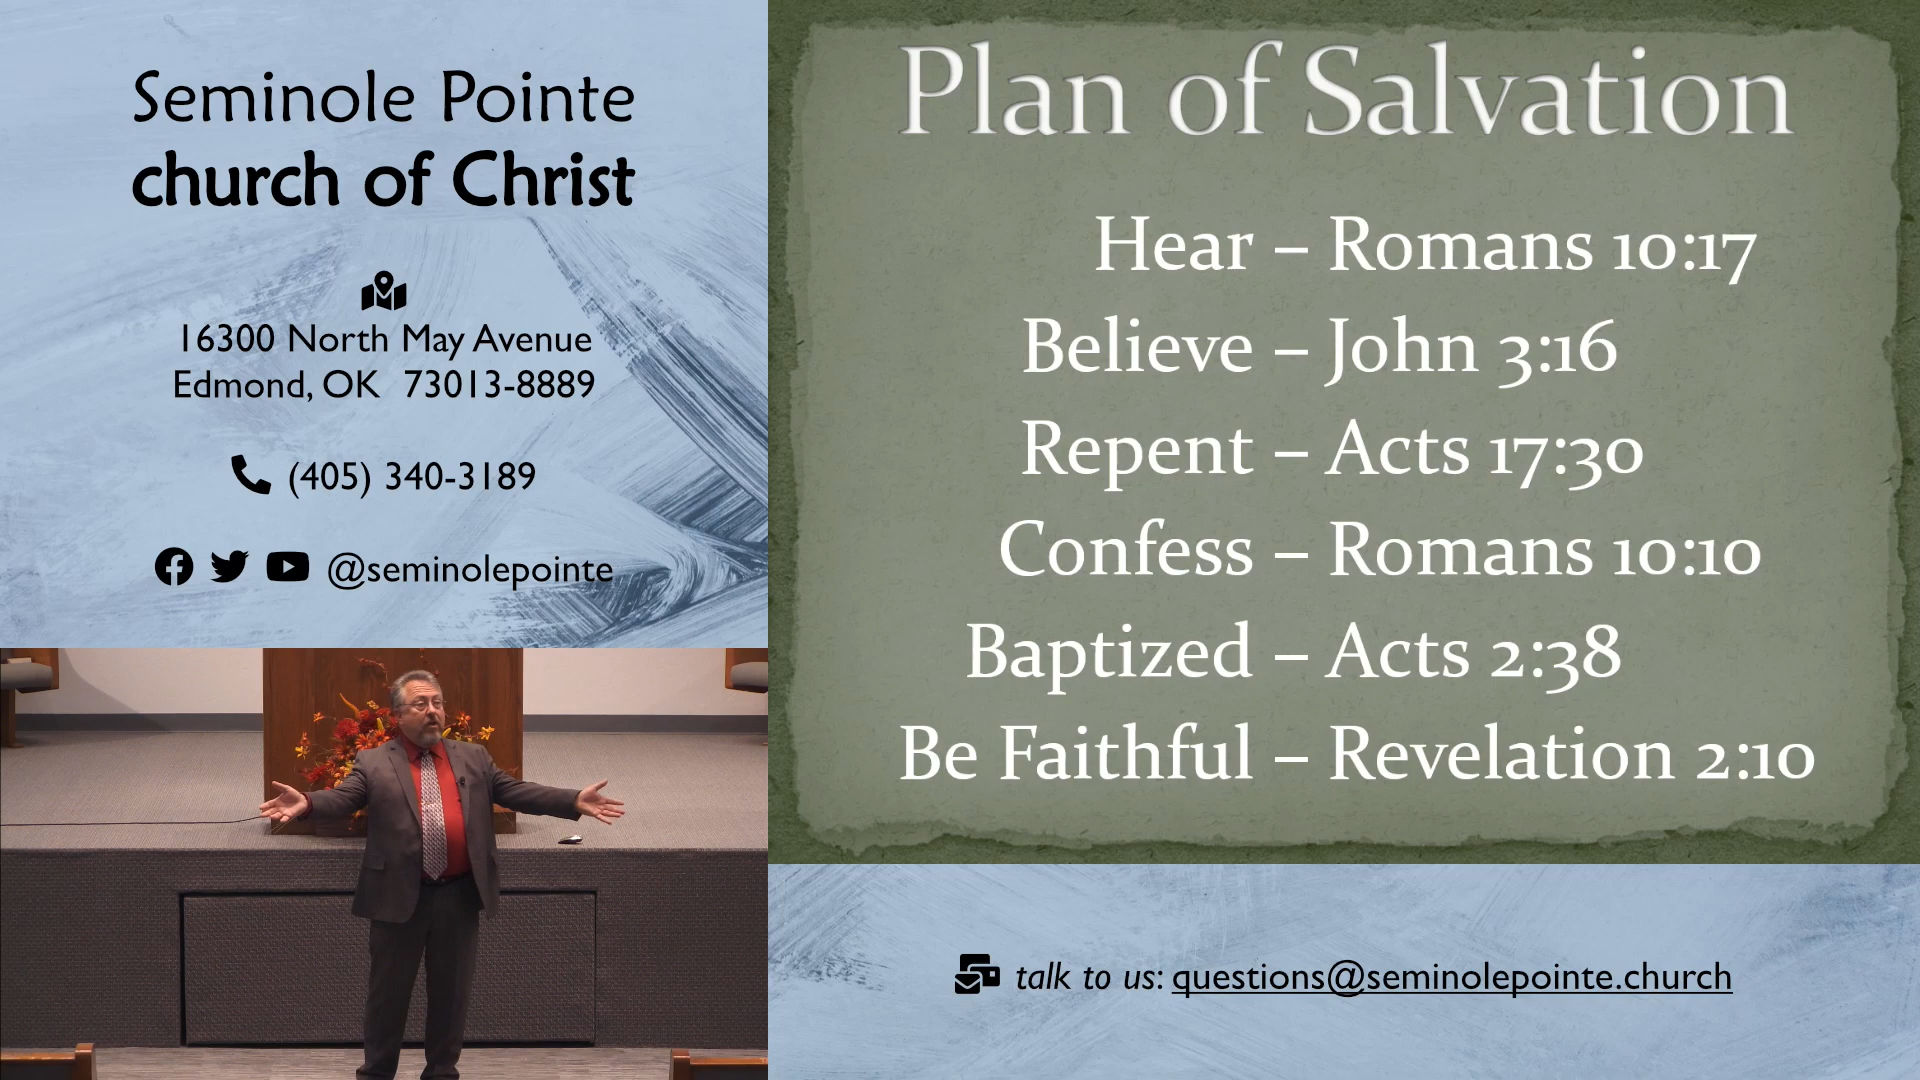 Seminole Pointe
church of Christ
16300 North May Avenue
Edmond, OK 73013-8889
(405) 340-3189
@seminolepointe
Plan of Salvation
Hear – Romans 10:17
Believe – John 3:16
Repent – Acts 17:30
Confess – Romans 10:10
Baptized – Acts 2:38
Be Faithful – Revelation 2:10
talk to us: questions@seminolepointe.church